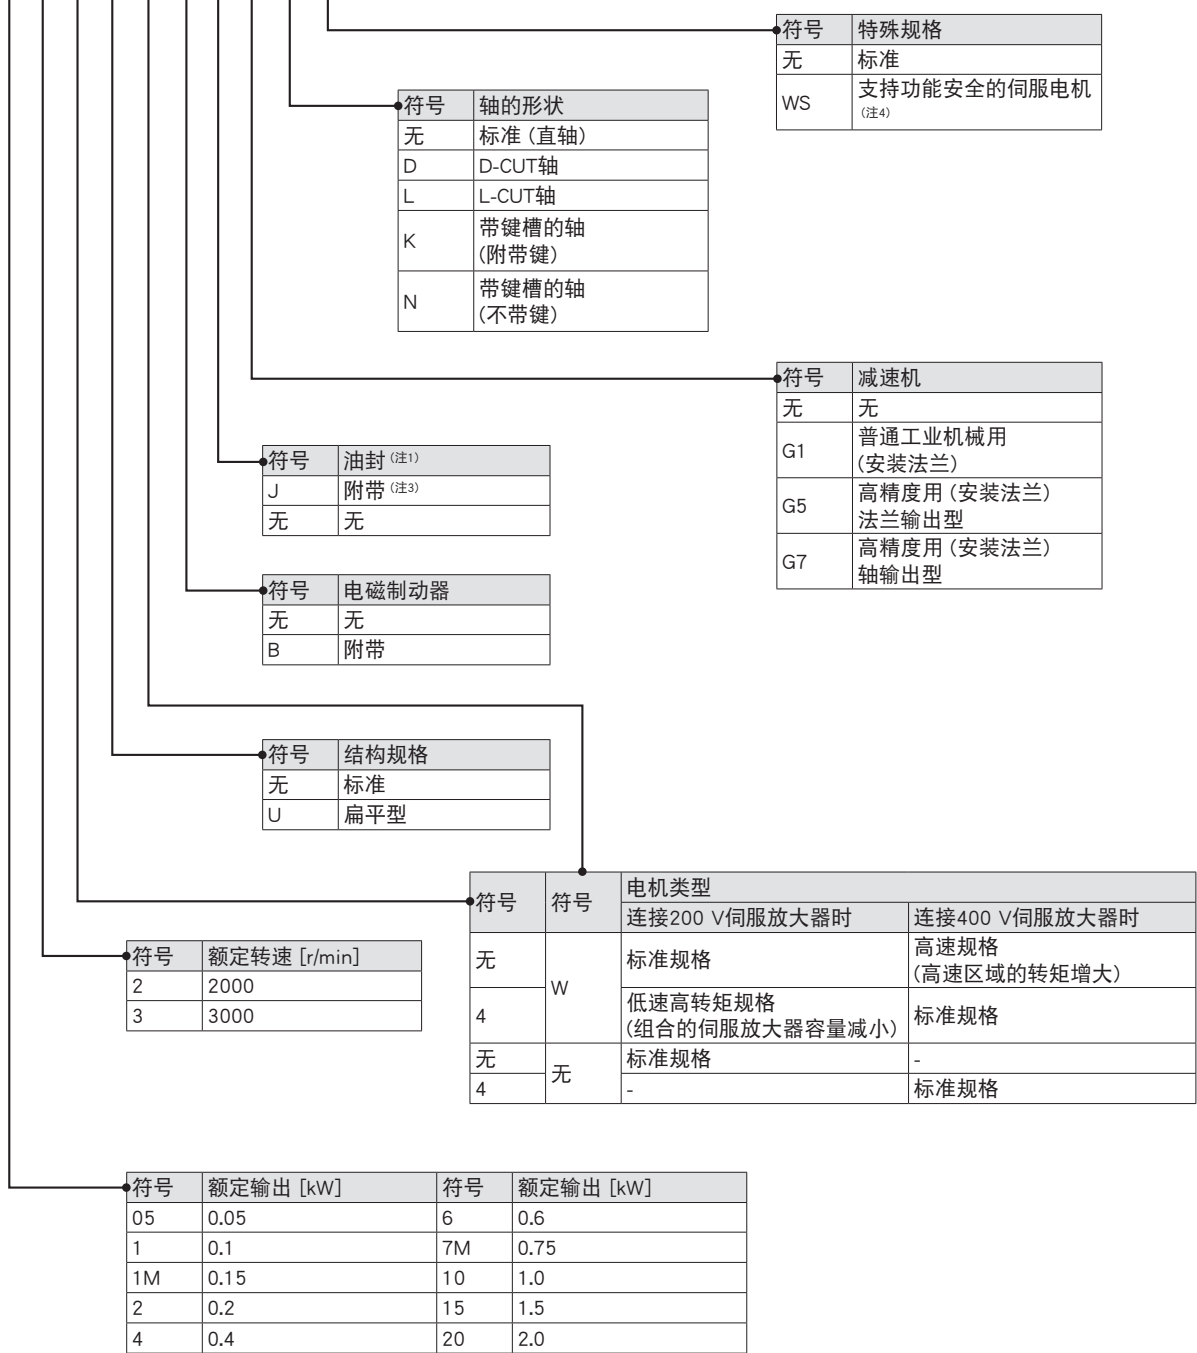 符号 特殊规格
无 标准
WS 支持功能安全的伺服电机
(注4)
符号 轴的形状
无 标准 (直轴)
D D-CUT轴
L L-CUT轴
K 带键槽的轴
(附带键)
N 带键槽的轴
(不带键)
符号 减速机
无 无
G1 普通工业机械用
(安装法兰)
G5 高精度用 (安装法兰)
法兰输出型
G7 高精度用 (安装法兰)
轴输出型
符号 油封 (注1)
J 附带 (注3)
无 无
符号 电磁制动器
无 无
B 附带
符号 结构规格
无 标准
U 扁平型
符号 符号 电机类型
连接200 V伺服放大器时 连接400 V伺服放大器时
无 W 标准规格 高速规格
(高速区域的转矩增大)
4 低速高转矩规格
(组合的伺服放大器容量减小) 标准规格
无 无 标准规格 -
4 - 标准规格
符号 额定转速 [r/min]
2 2000
3 3000
符号 额定输出 [kW] 符号 额定输出 [kW]
05 0.05 6 0.6
1 0.1 7M 0.75
1M 0.15 10 1.0
2 0.2 15 1.5
4 0.4 20 2.0